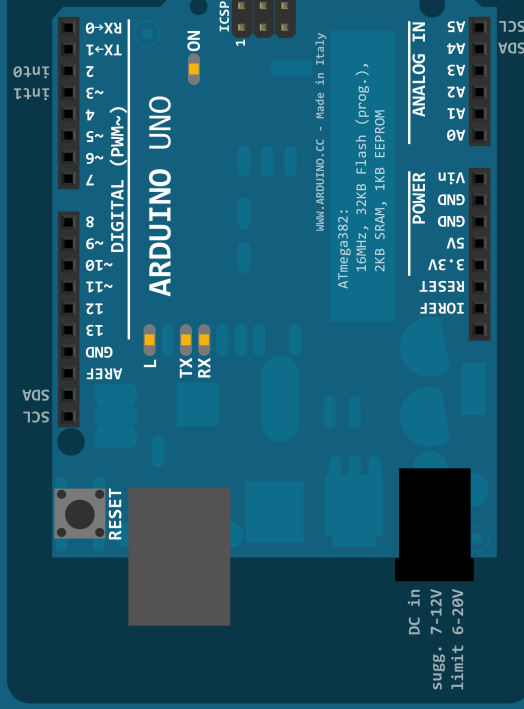 RX←0
TX→1
int0
2
int1
~3
4
~5
~6
7
DIGITAL (PWM~)
8
~9
~10
~11
12
13
GND
AREF
SDA
SCL
ICSP
1
ON
ARDUINO UNO
L
TX
RX
WWW.ARDUINO.CC - Made in Italy
ATmega382:
16MHz, 32KB Flash (prog.),
2KB SRAM, 1KB EEPROM
ANALOG IN
A5
SCL
A4
SDA
A3
A2
A1
A0
POWER
Vin
GND
GND
5V
3.3V
RESET
IOREF
RESET
DC in
sugg. 7-12V
limit 6-20V